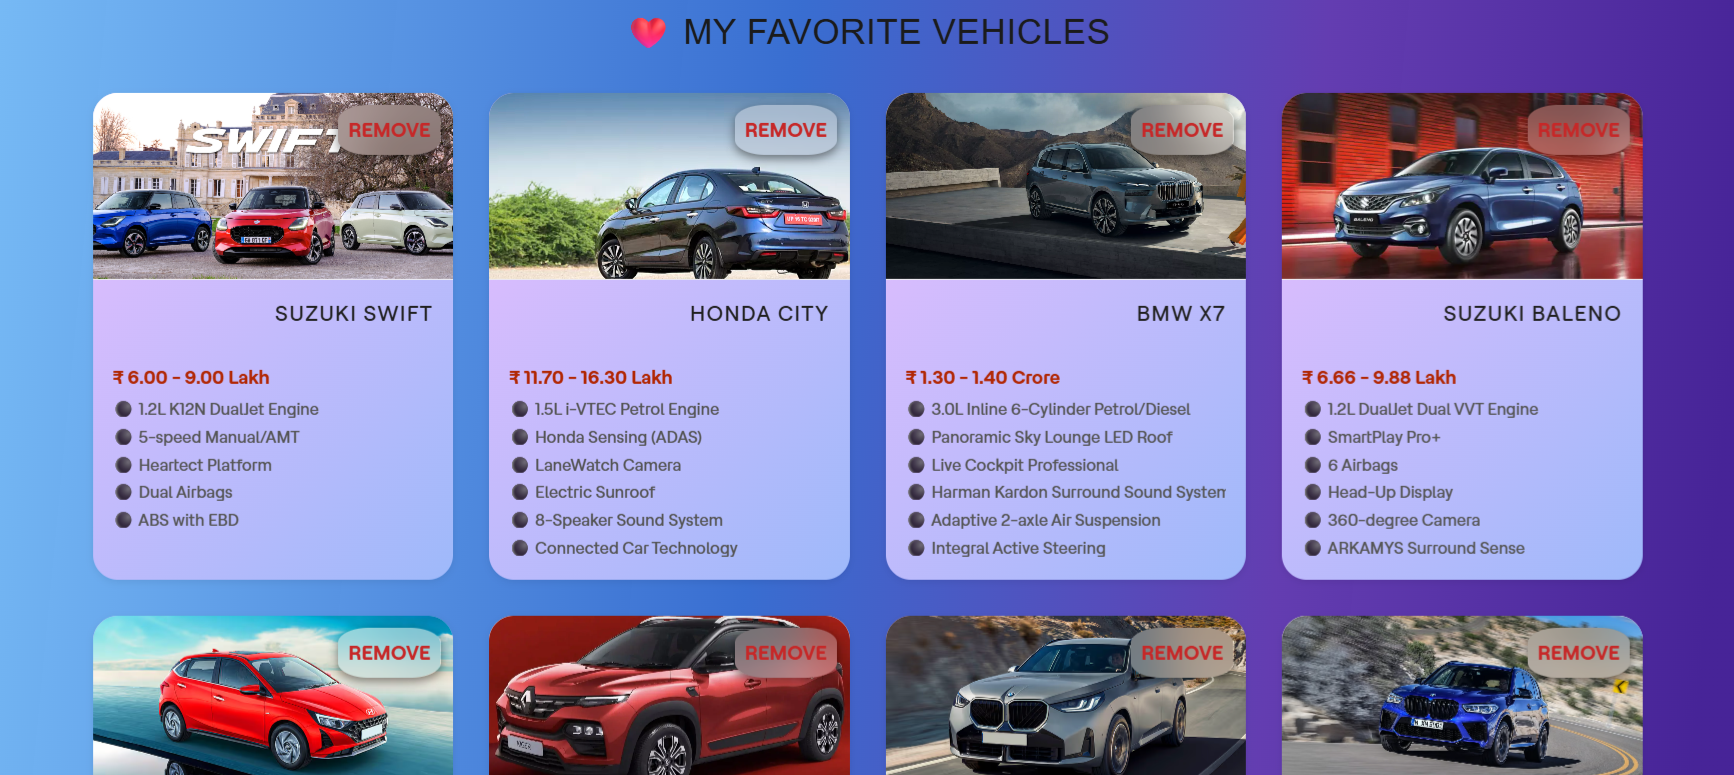 MY FAVORITE VEHICLES
SWIFT
REMOVE
SUZUKI SWIFT
₹ 6.00 - 9.00 Lakh
1.2L K12N DualJet Engine
5-speed Manual/AMT
Heartect Platform
Dual Airbags
ABS with EBD
REMOVE
HONDA CITY
₹ 11.70 - 16.30 Lakh
1.5L i-VTEC Petrol Engine
Honda Sensing (ADAS)
LaneWatch Camera
Electric Sunroof
8-Speaker Sound System
Connected Car Technology
REMOVE
BMW X7
₹ 1.30 - 1.40 Crore
3.0L Inline 6-Cylinder Petrol/Diesel
Panoramic Sky Lounge LED Roof
Live Cockpit Professional
Harman Kardon Surround Sound System
Adaptive 2-axle Air Suspension
Integral Active Steering
REMOVE
BALENO
SUZUKI BALENO
₹ 6.66 - 9.88 Lakh
1.2L DualJet Dual VVT Engine
SmartPlay Pro+
6 Airbags
Head-Up Display
360-degree Camera
ARKAMYS Surround Sense
REMOVE
REMOVE
REMOVE
REMOVE